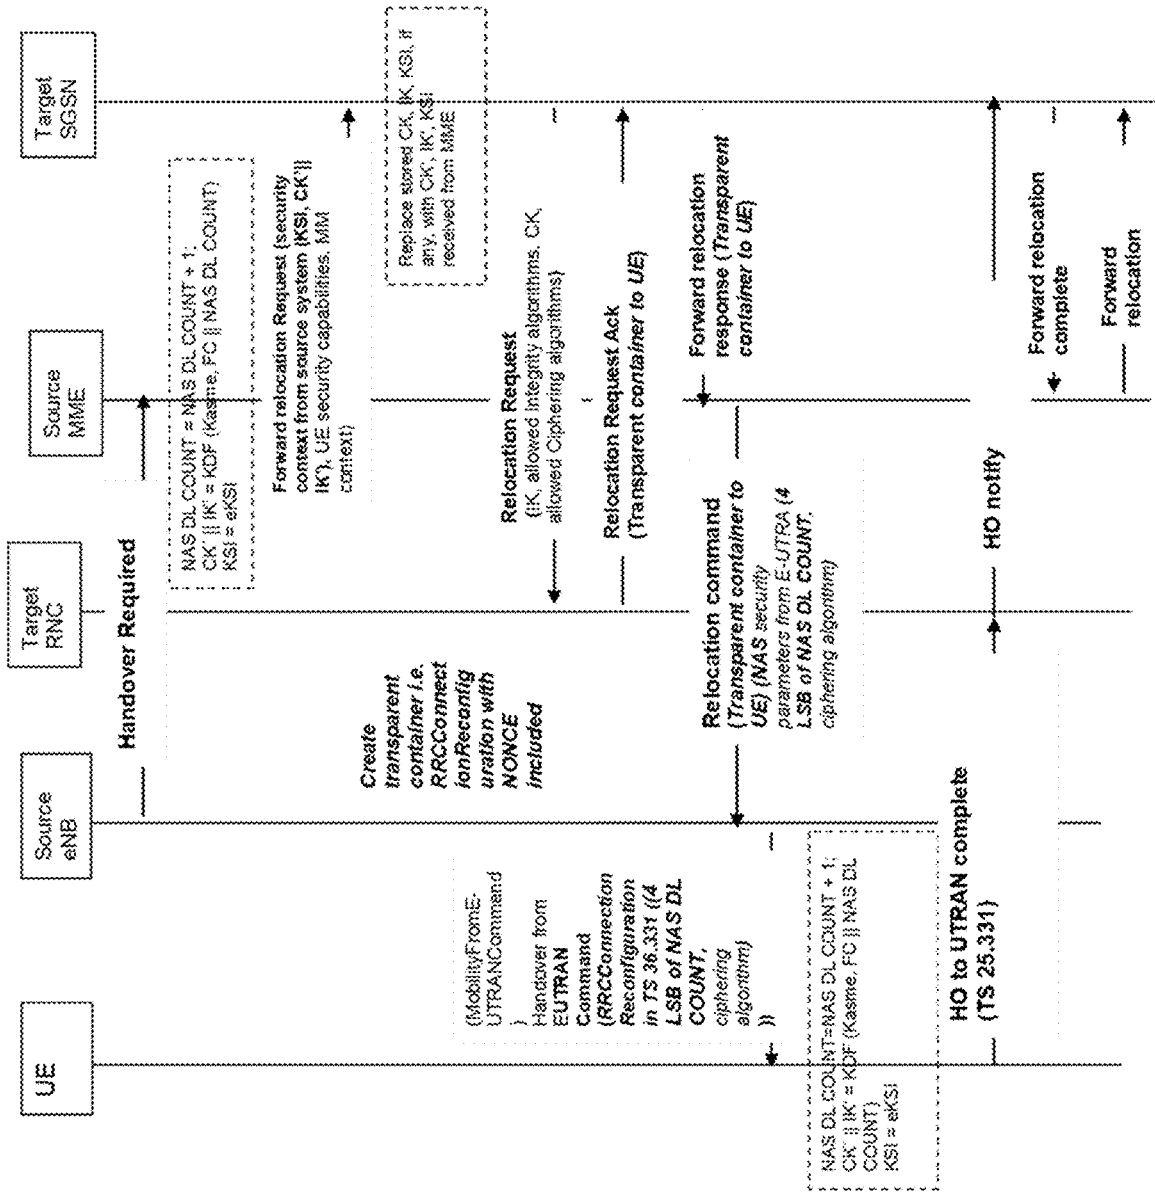 UE
Source
eNB
Target
RNC
Source
MME
Target
SGSN
Handover Required
NAS DL COUNT = NAS DL COUNT + 1;
CK' || IK' = KDF (Kasme, FC || NAS DL COUNT)
KSI = eKSI
Forward relocation Request (security
context from source system (KSI, CK'||
IK'), UE security capabilities, MM
context)
Create
transparent
container i.e.
RRCConnect
ionReconfig
uration with
NONCE
included
Replace stored CK, IK, KSI, if
any, with CK', IK', KSI
received from MME
Relocation Request
(IK, allowed Integrity algorithms, CK,
allowed Ciphering algorithms)
Relocation Request Ack
(Transparent container to UE)
Forward relocation
response (Transparent
container to UE)
Relocation command
(Transparent container to
UE) (NAS security
parameters from E-UTRA (4
LSB of NAS DL COUNT,
ciphering algorithm)
(MobilityFromE-
UTRANCommand
)
Handover from
EUTRAN
Command
(RRCConnection
Reconfiguration
in TS 36.331 ((4
LSB of NAS DL
COUNT,
ciphering
algorithm)
))
NAS DL COUNT=NAS DL COUNT + 1;
CK' || IK' = KDF (Kasme, FC || NAS DL
COUNT)
KSI = eKSI
HO to UTRAN complete
(TS 25.331)
HO notify
Forward relocation
complete
Forward
relocation